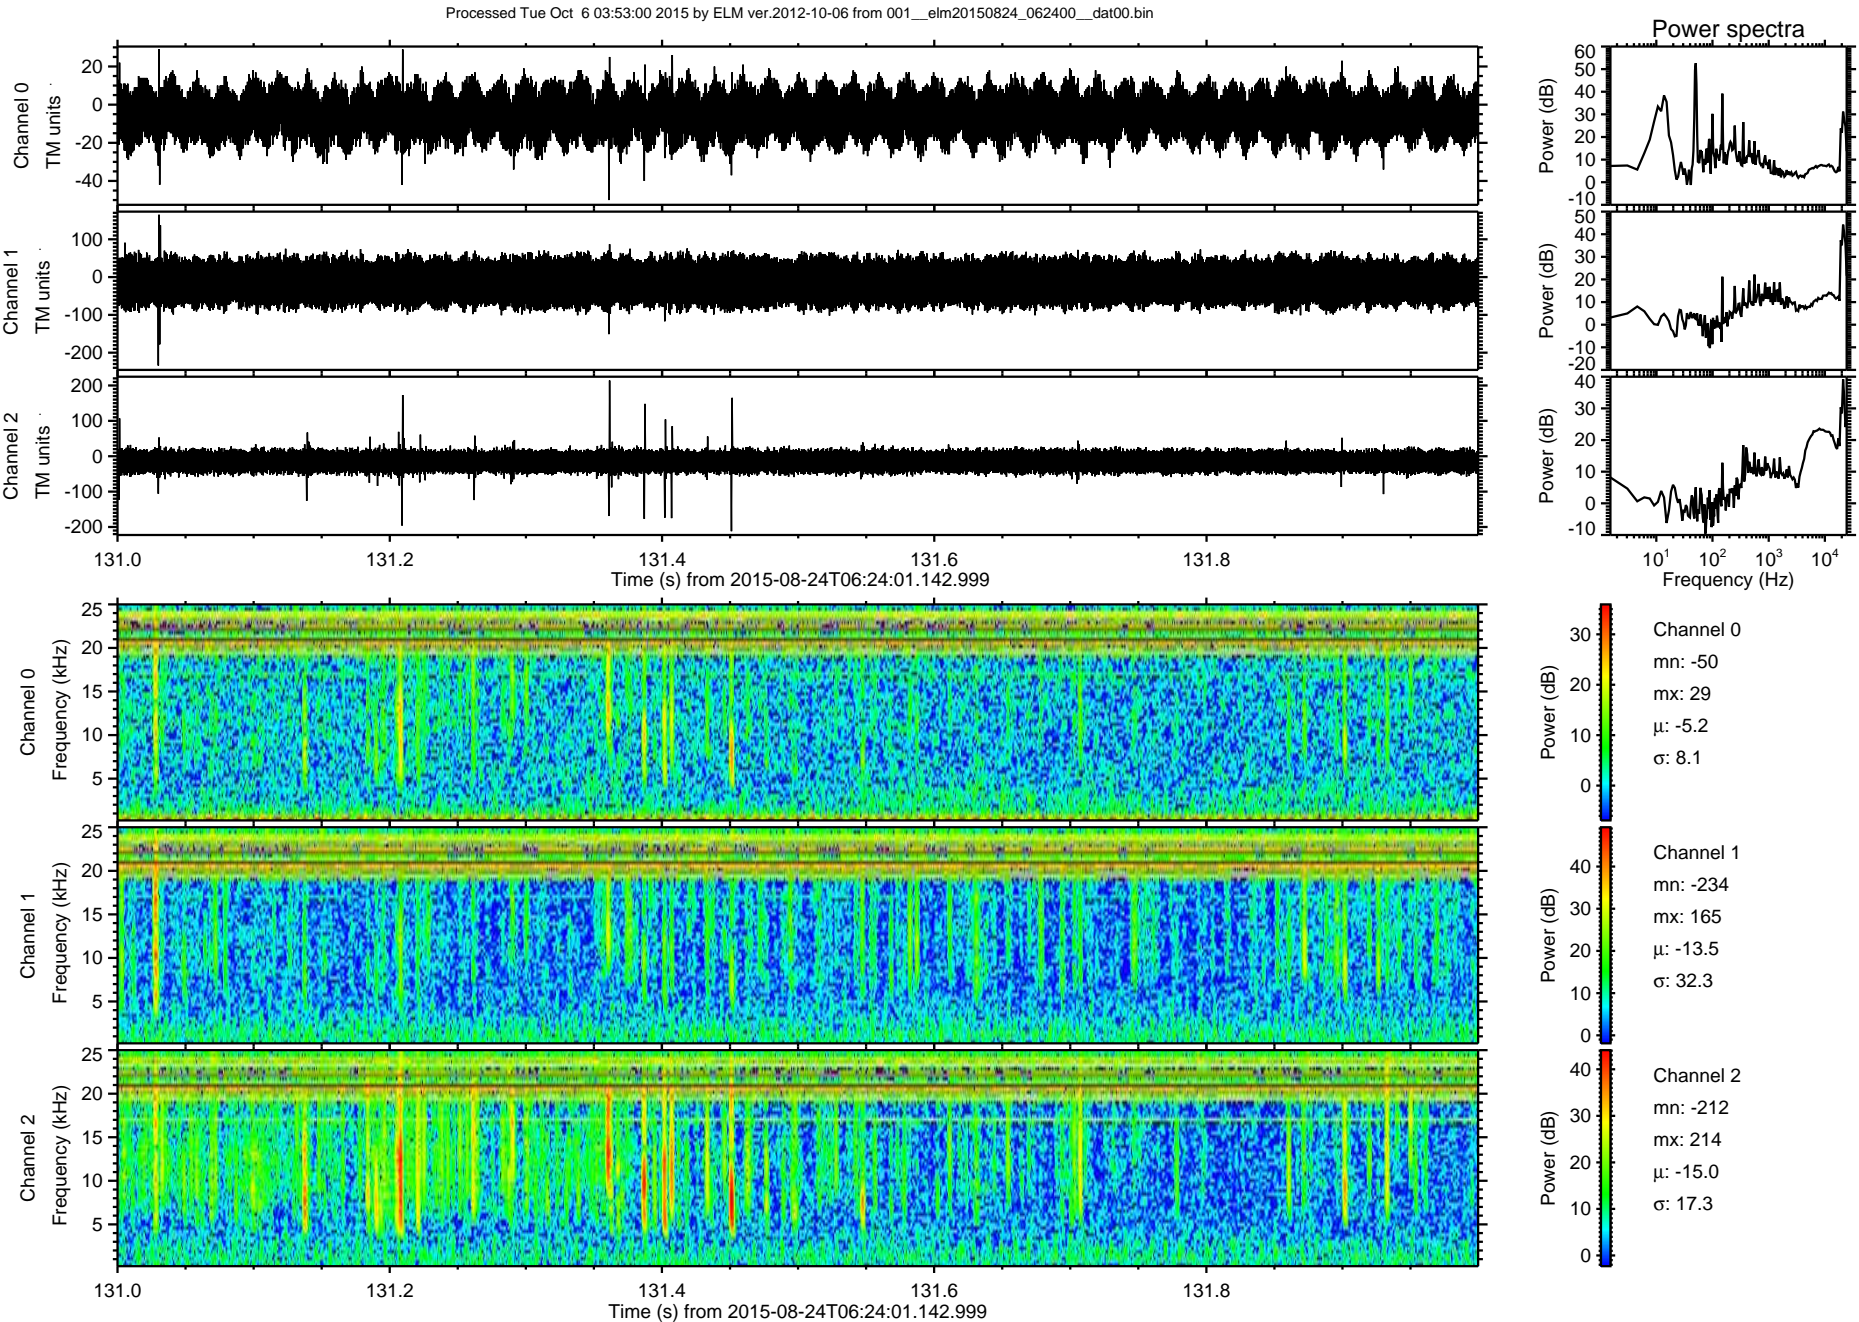 Processed Tue Oct  6 03:53:00 2015 by ELM ver.2012-10-06 from 001__elm20150824_062400__dat00.bin
Power spectra
Channel 0
TM units
20
0
-20
-40
Power (dB)
60
50
40
30
20
10
0
-10
Channel 1
TM units
100
0
-100
-200
Power (dB)
50
40
30
20
10
0
-10
-20
Channel 2
TM units
200
100
0
-100
-200
Power (dB)
40
30
20
10
0
-10
131.0 131.2 131.4 131.6 131.8
Time (s) from 2015-08-24T06:24:01.142.999
10^1 10^2 10^3 10^4
Frequency (Hz)
Channel 0
Frequency (kHz)
25
20
15
10
5
Power (dB)
30
20
10
0
Channel 0
mn: -50
mx: 29
μ: -5.2
σ: 8.1
Channel 1
Frequency (kHz)
25
20
15
10
5
Power (dB)
40
30
20
10
0
Channel 1
mn: -234
mx: 165
μ: -13.5
σ: 32.3
Channel 2
Frequency (kHz)
25
20
15
10
5
Power (dB)
40
30
20
10
0
Channel 2
mn: -212
mx: 214
μ: -15.0
σ: 17.3
131.0 131.2 131.4 131.6 131.8
Time (s) from 2015-08-24T06:24:01.142.999